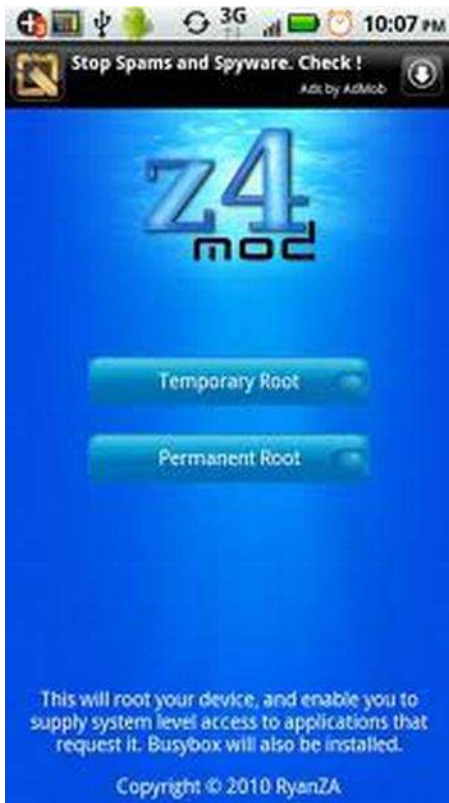 3G
10:07 PM
Stop Spams and Spyware. Check !
Ads by AdMob
z4
mod
Temporary Root
Permanent Root
This will root your device, and enable you to
supply system level access to applications that
request it. Busybox will also be installed.
Copyright © 2010 RyanZA